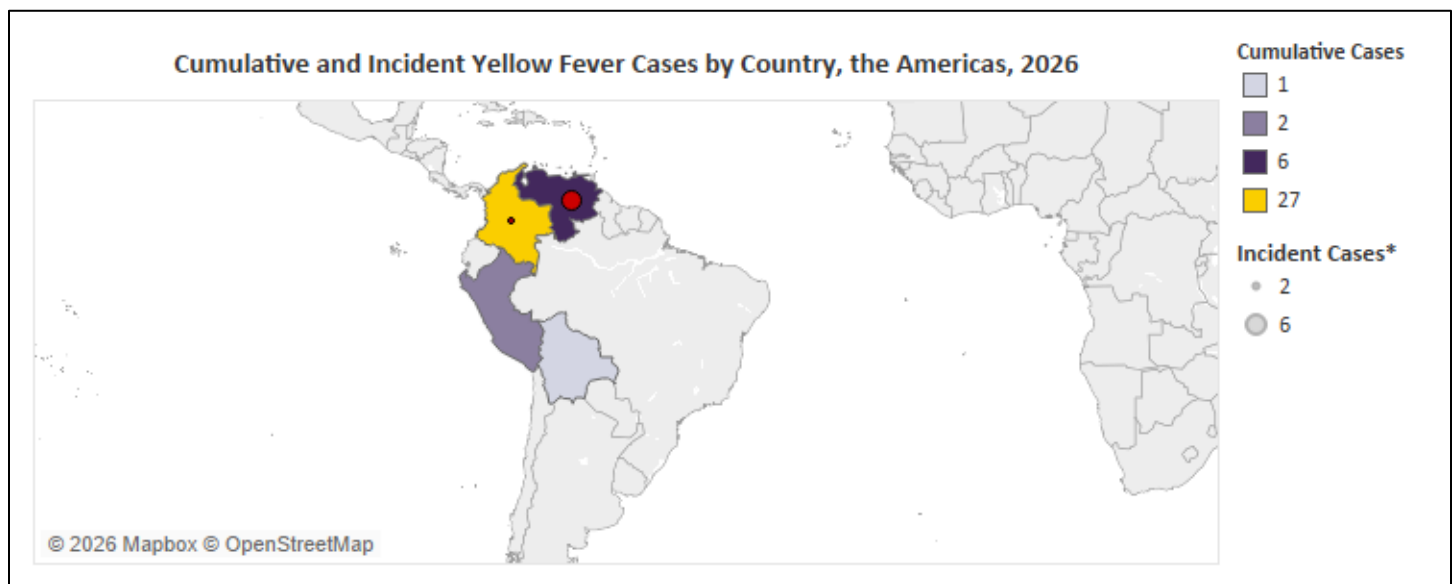 Cumulative and Incident Yellow Fever Cases by Country, the Americas, 2026
Cumulative Cases
1
2
6
27
Incident Cases*
2
6
© 2026 Mapbox © OpenStreetMap